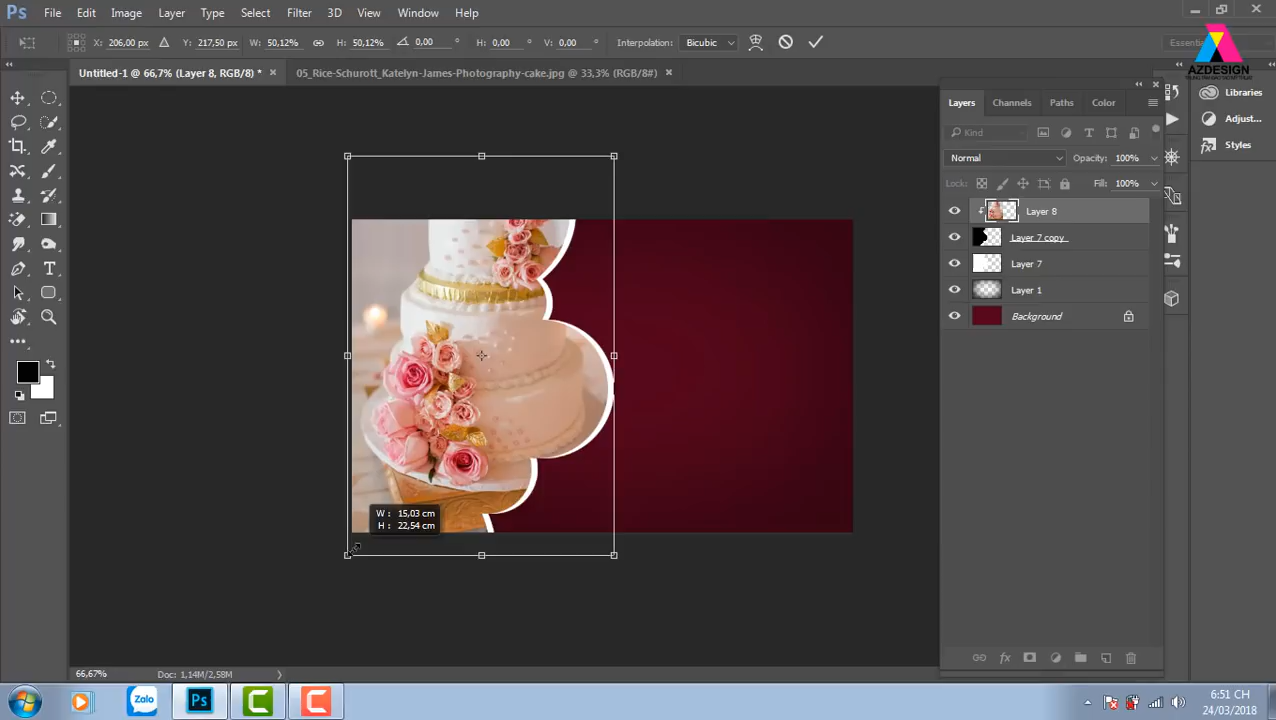 Ps File Edit Image Layer Type Select Filter 3D View Window Help
X: 206,00 px Y: 217,50 px W: 50,12% H: 50,12% 0,00 ° H: 0,00 ° V: 0,00 ° Interpolation: Bicubic Essentia
AZDESIGN
Untitled-1 @ 66,7% (Layer 8, RGB/8) * × 05_Rice-Schurott_Katelyn-James-Photography-cake.jpg @ 33,3% (RGB/8#) ×
Layers Channels Paths Color
Kind
Normal Opacity: 100%
Lock: Fill: 100%
Layer 8
Layer 7 copy
Layer 7
Layer 1
Background
Libraries
Adjust...
Styles
W : 15,03 cm
H : 22,54 cm
66,67% Doc: 1,14M/2,58M
Zalo Ps
6:51 CH
24/03/2018